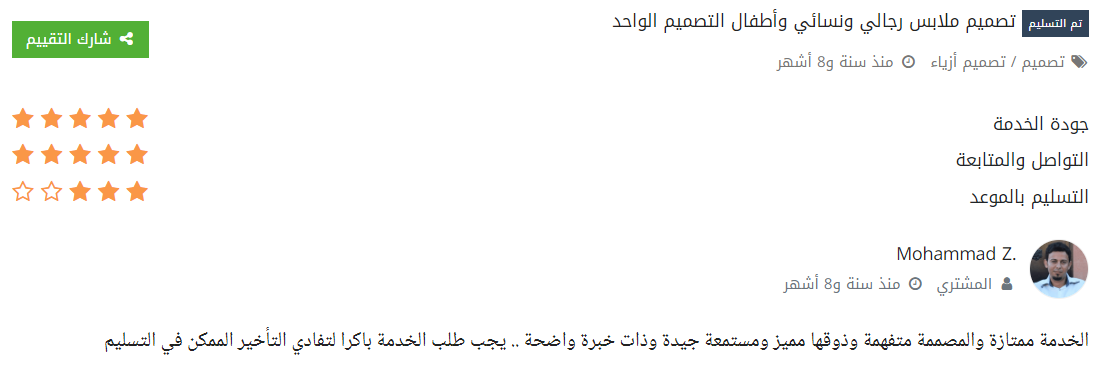 تم التسليم تصميم ملابس رجالي ونسائي وأطفال التصميم الواحد
شارك التقييم
تصميم / تصميم أزياء منذ سنة و8 أشهر
جودة الخدمة
التواصل والمتابعة
التسليم بالموعد
Mohammad Z.
المشتري منذ سنة و8 أشهر
الخدمة ممتازة والمصممة متفهمة وذوقها مميز ومستمعة جيدة وذات خبرة واضحة .. يجب طلب الخدمة باكرا لتفادي التأخير الممكن في التسليم